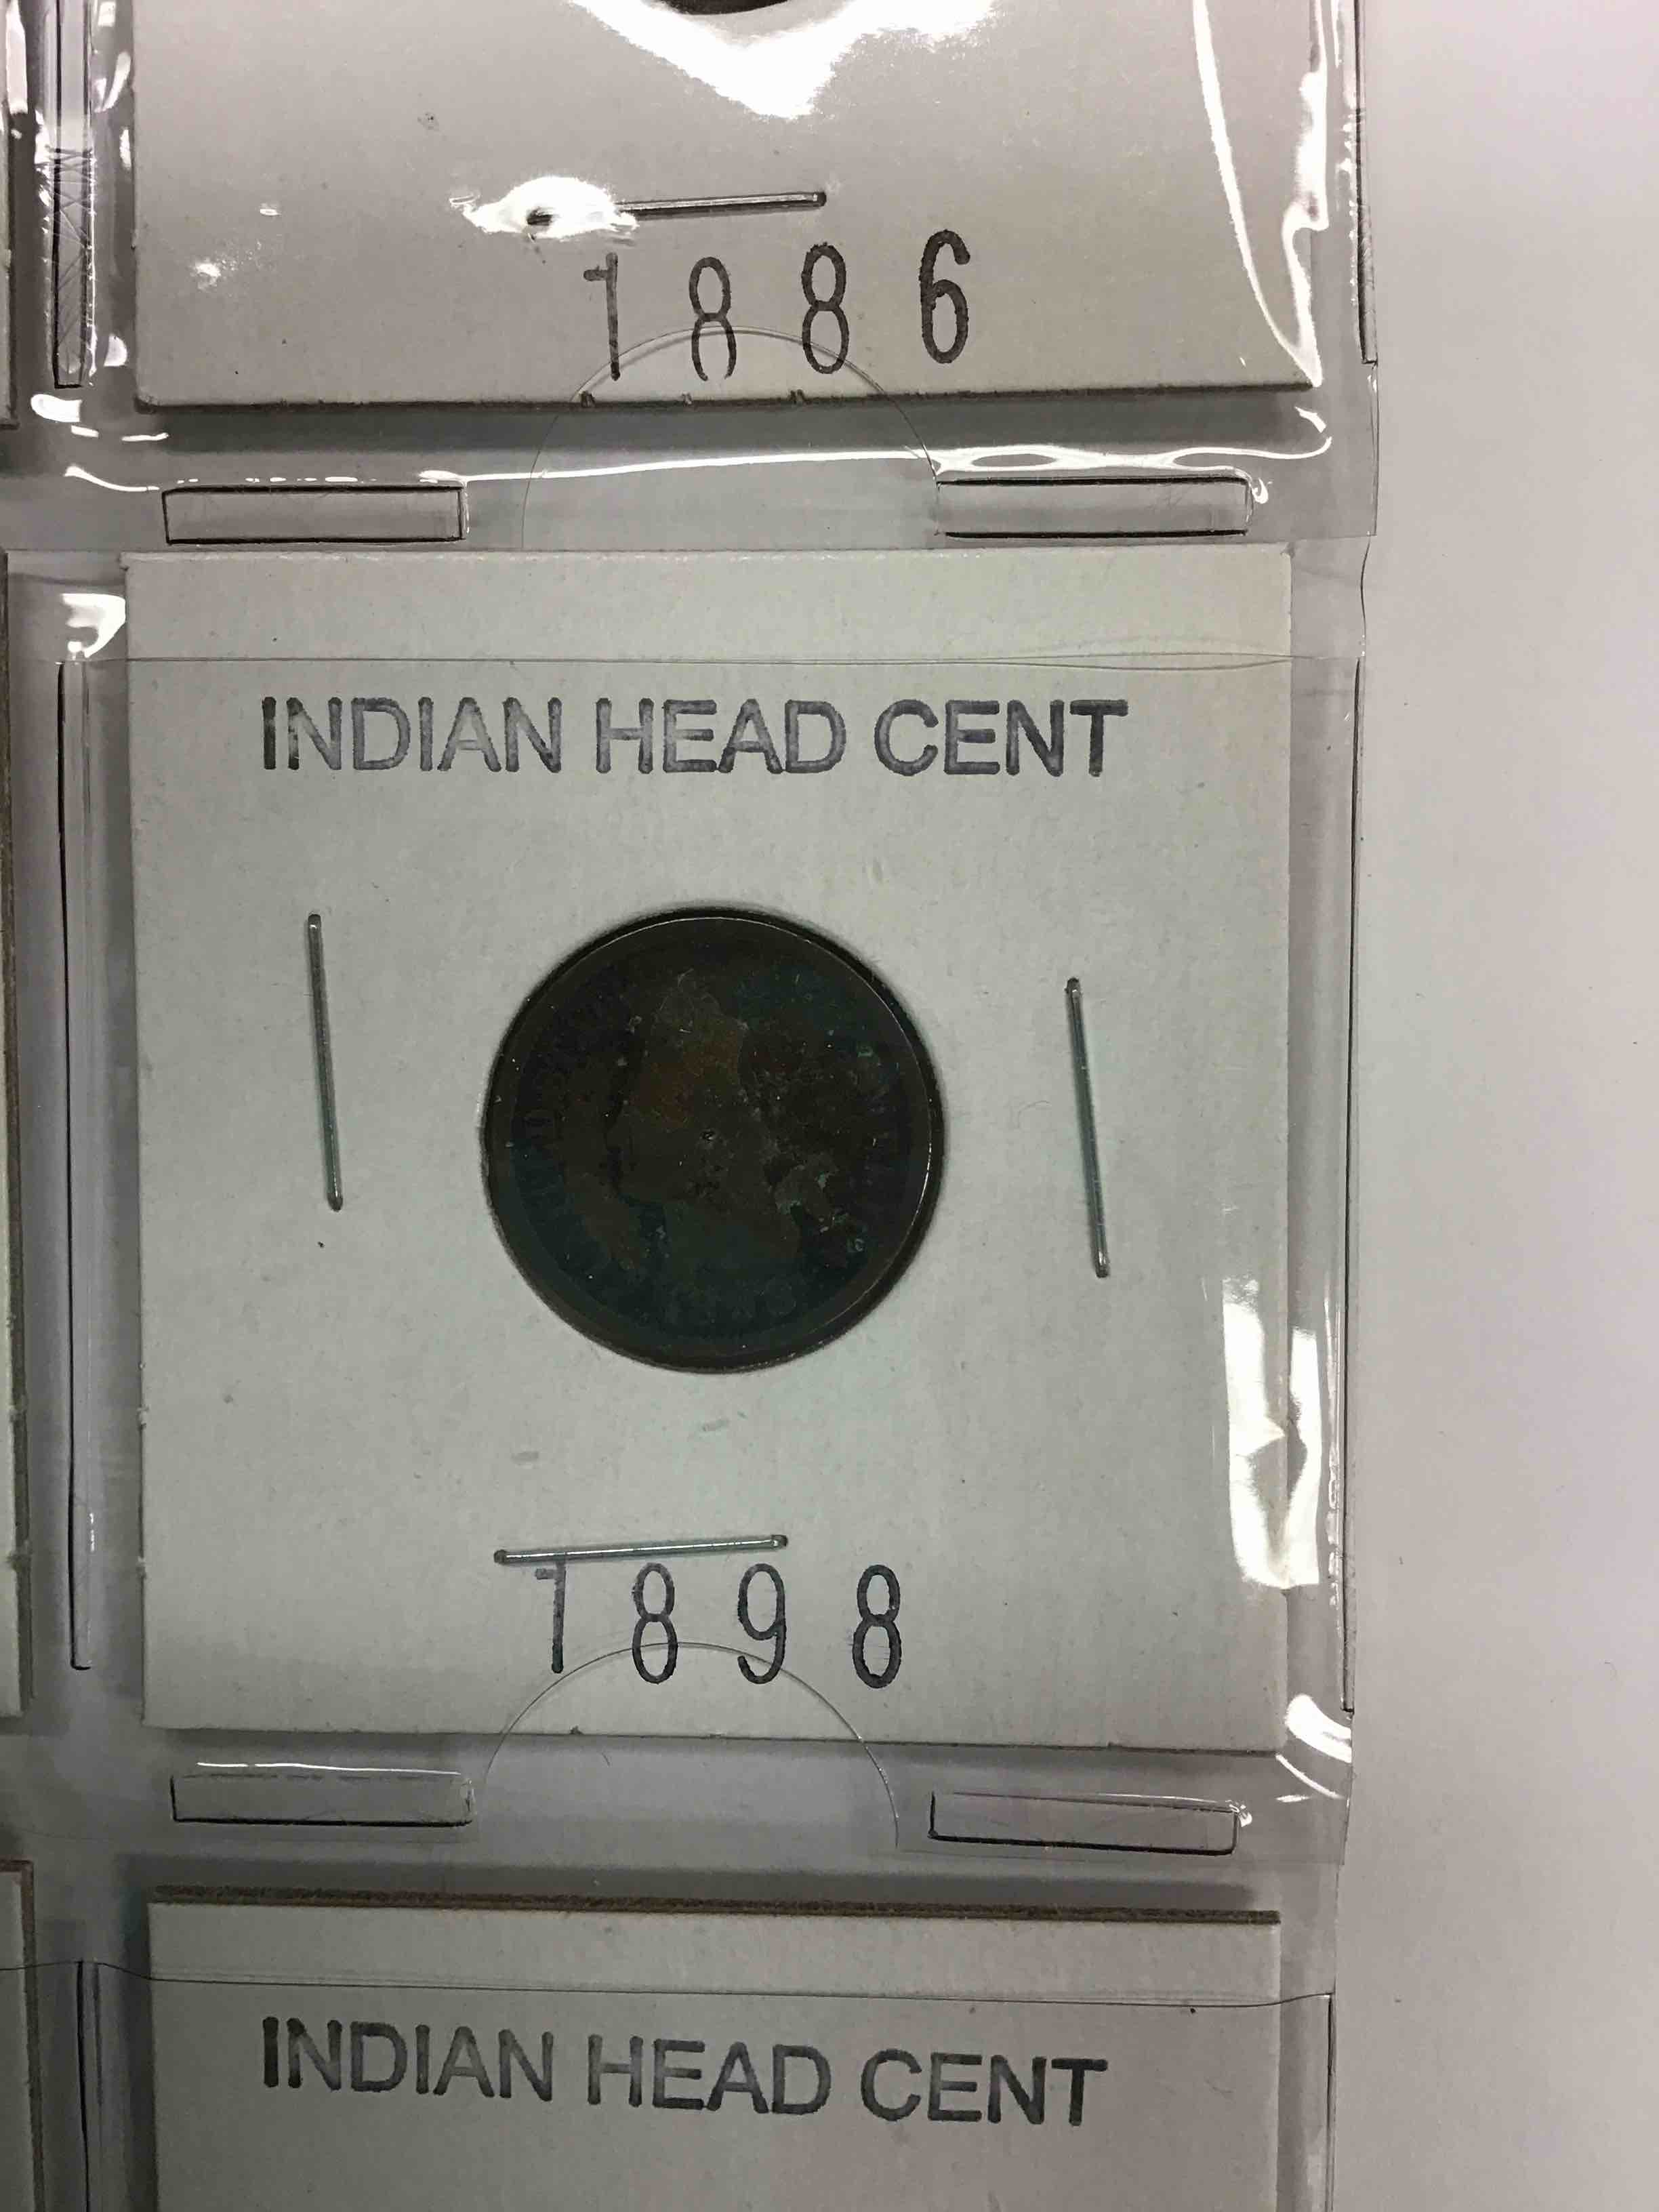 1886
INDIAN HEAD CENT
1898
INDIAN HEAD CENT